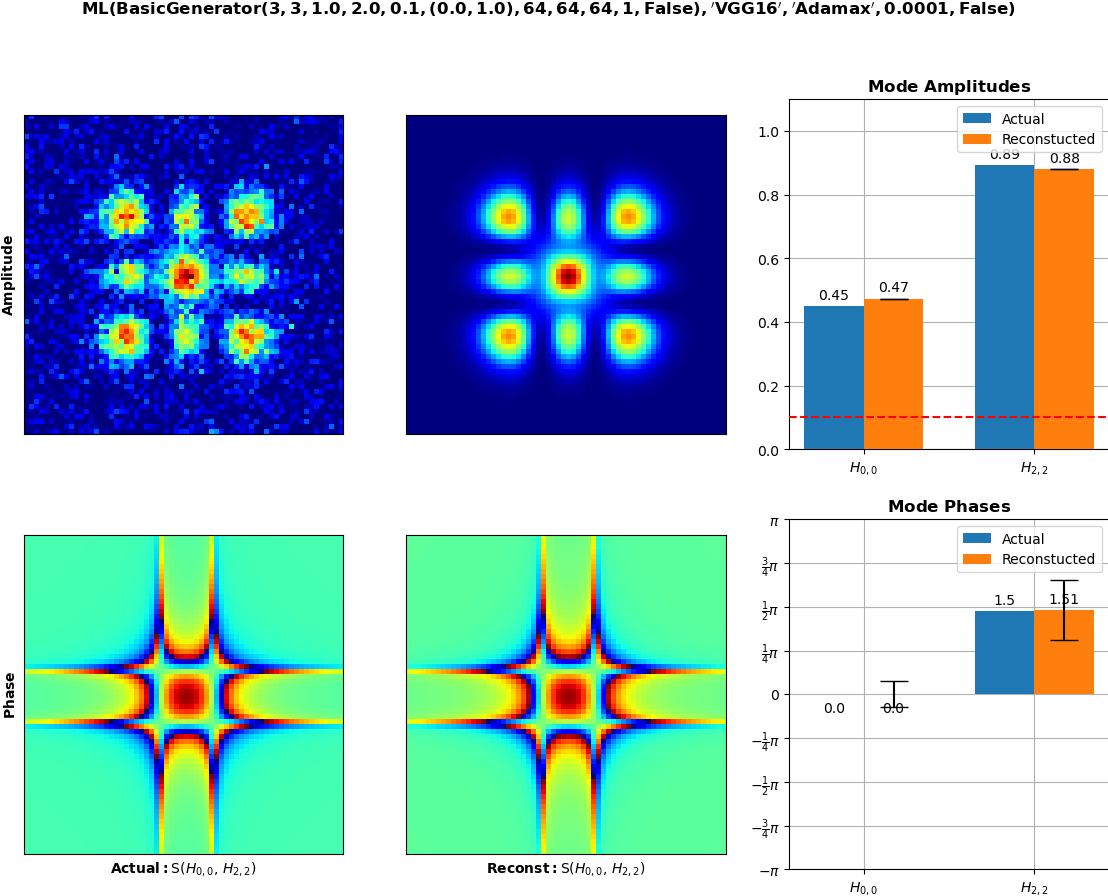 ML(BasicGenerator(3, 3, 1.0, 2.0, 0.1, (0.0, 1.0), 64, 64, 64, 1, False), ′VGG16′, ′Adamax′, 0.0001, False)
Mode Amplitudes
Actual
Reconstucted
1.0
0.8
0.6
0.4
0.2
0.0
0.45
0.47
0.89
0.88
H0, 0
H2, 2
Amplitude
Mode Phases
Actual
Reconstucted
π
3/4π
1/2π
1/4π
0
−1/4π
−1/2π
−3/4π
−π
0.0
0.0
1.5
1.51
H0, 0
H2, 2
Phase
Actual: S(H0, 0, H2, 2)
Reconst: S(H0, 0, H2, 2)